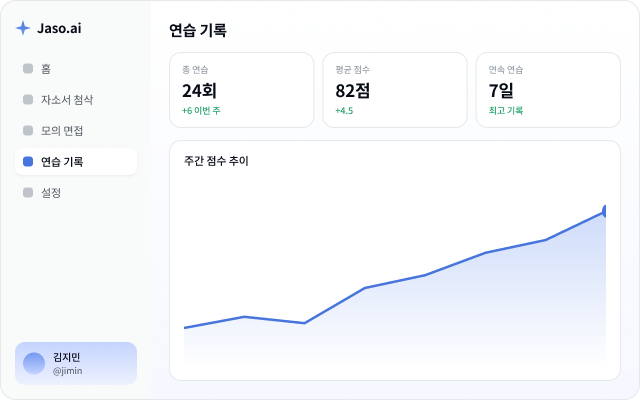 Jaso.ai
홈
자소서 첨삭
모의 면접
연습 기록
설정
김지민
@jimin
연습 기록
총 연습
24회
+6 이번 주
평균 점수
82점
+4.5
연속 연습
7일
최고 기록
주간 점수 추이